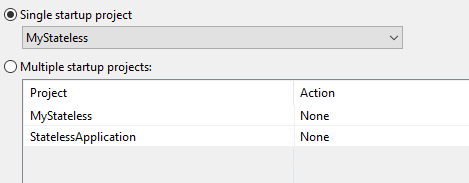 Single startup project
MyStateless
Multiple startup projects:
Project Action
MyStateless None
StatelessApplication None